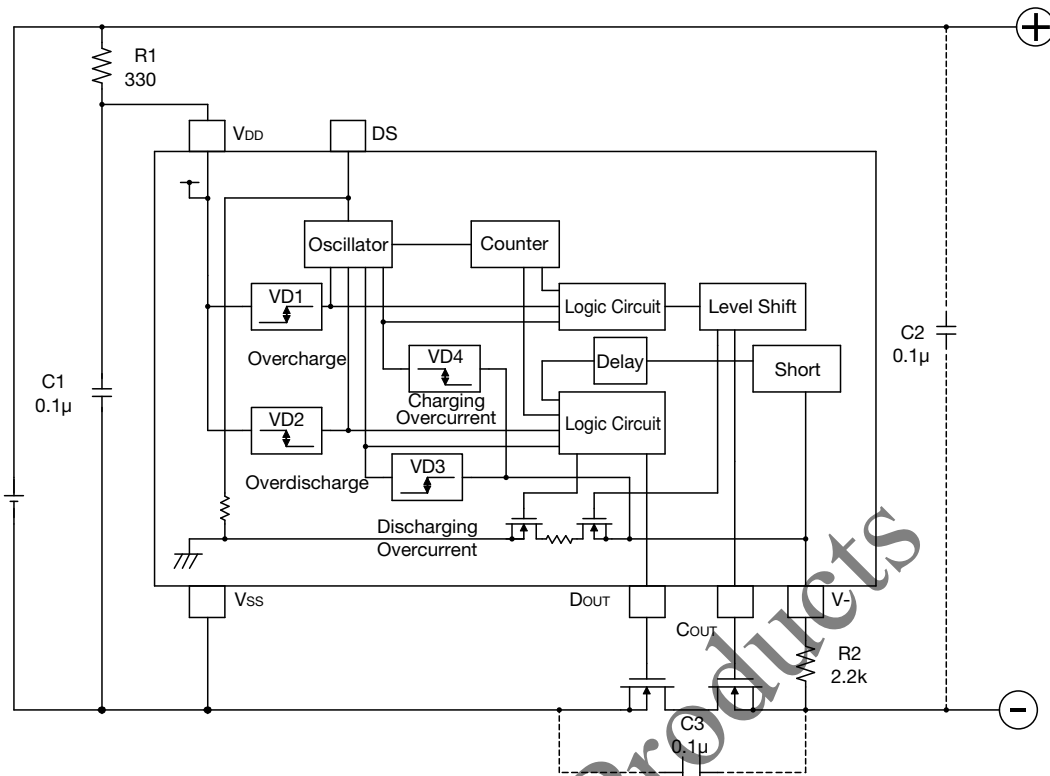 R1
330
VDD
DS
Oscillator
Counter
VD1
Logic Circuit
Level Shift
Overcharge
VD4
Delay
Short
C2
0.1μ
C1
0.1μ
Charging
Overcurrent
VD2
Logic Circuit
Overdischarge
VD3
Discharging
Overcurrent
VSS
DOUT
COUT
V-
R2
2.2k
C3
0.1μ
Products